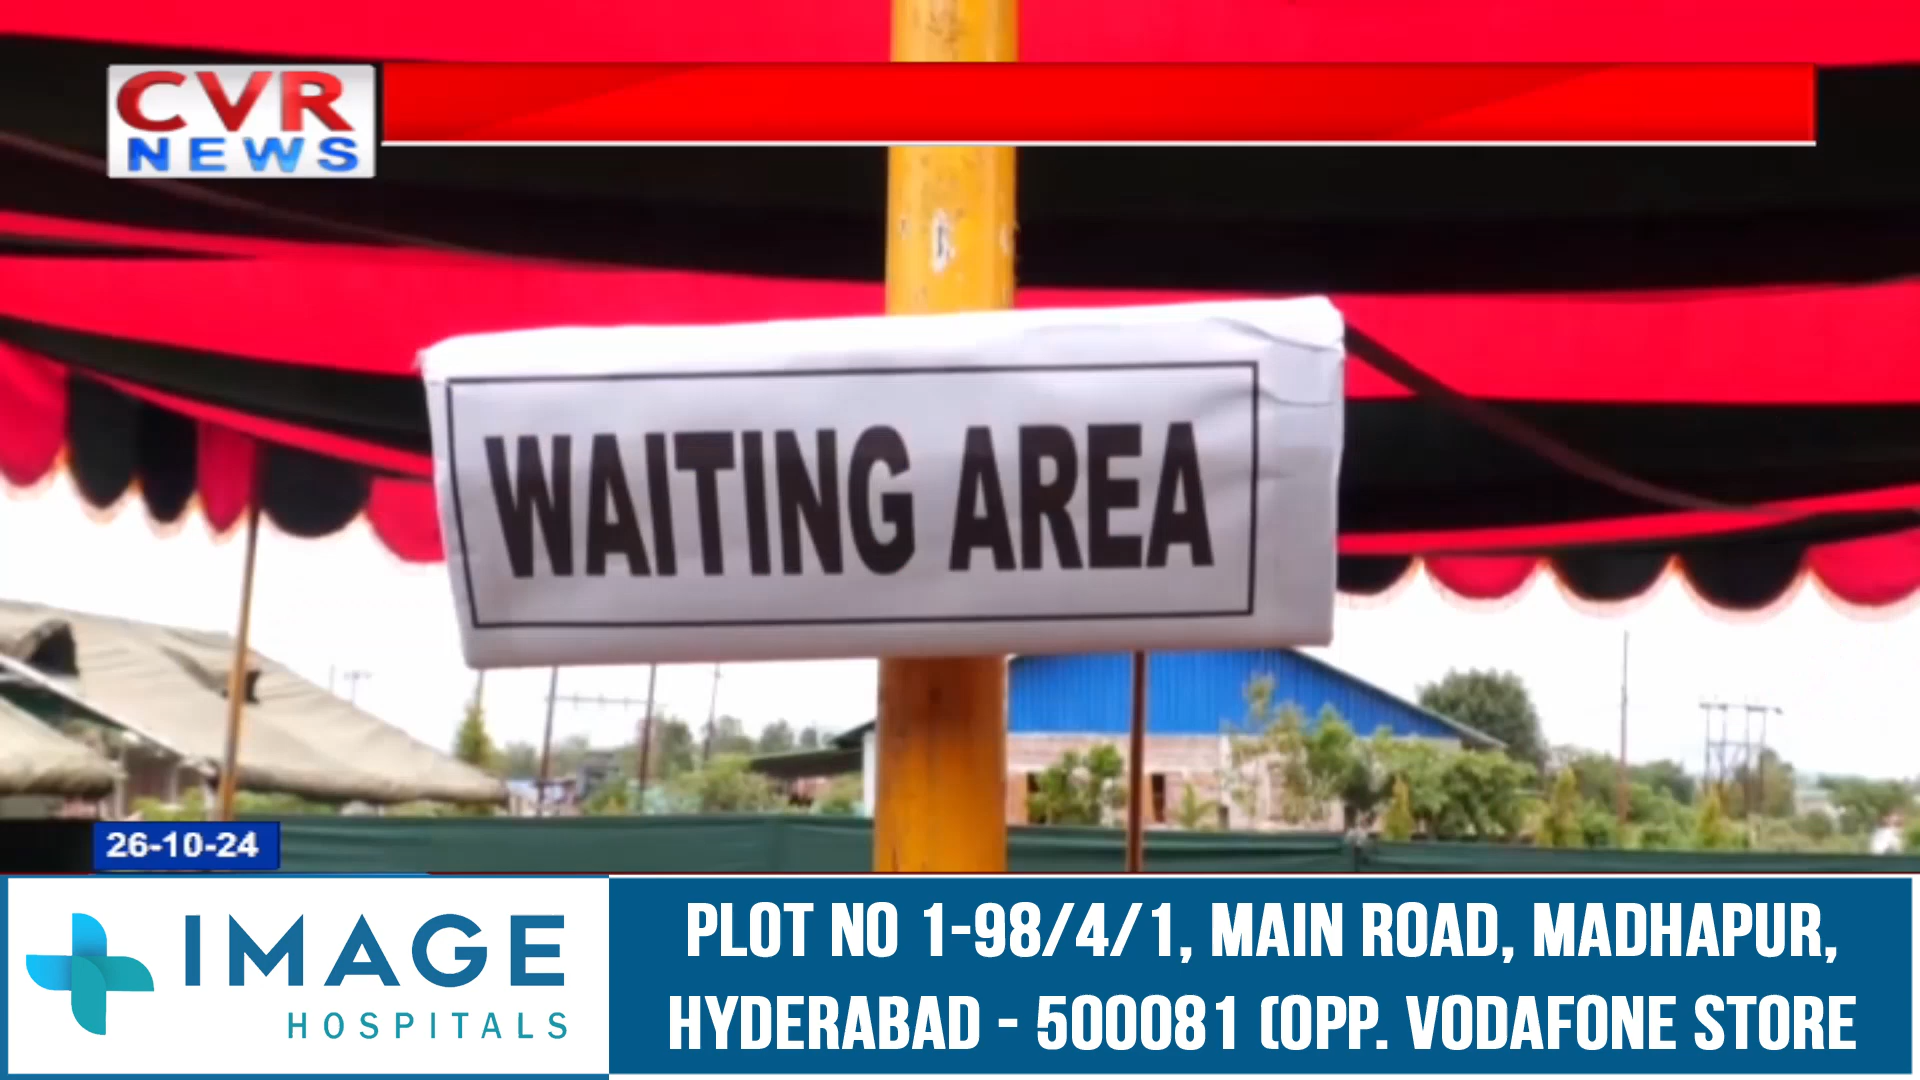 CVR
NEWS
WAITING AREA
26-10-24
IMAGE
HOSPITALS
PLOT NO 1-98/4/1, MAIN ROAD, MADHAPUR,
HYDERABAD - 500081 (OPP. VODAFONE STORE